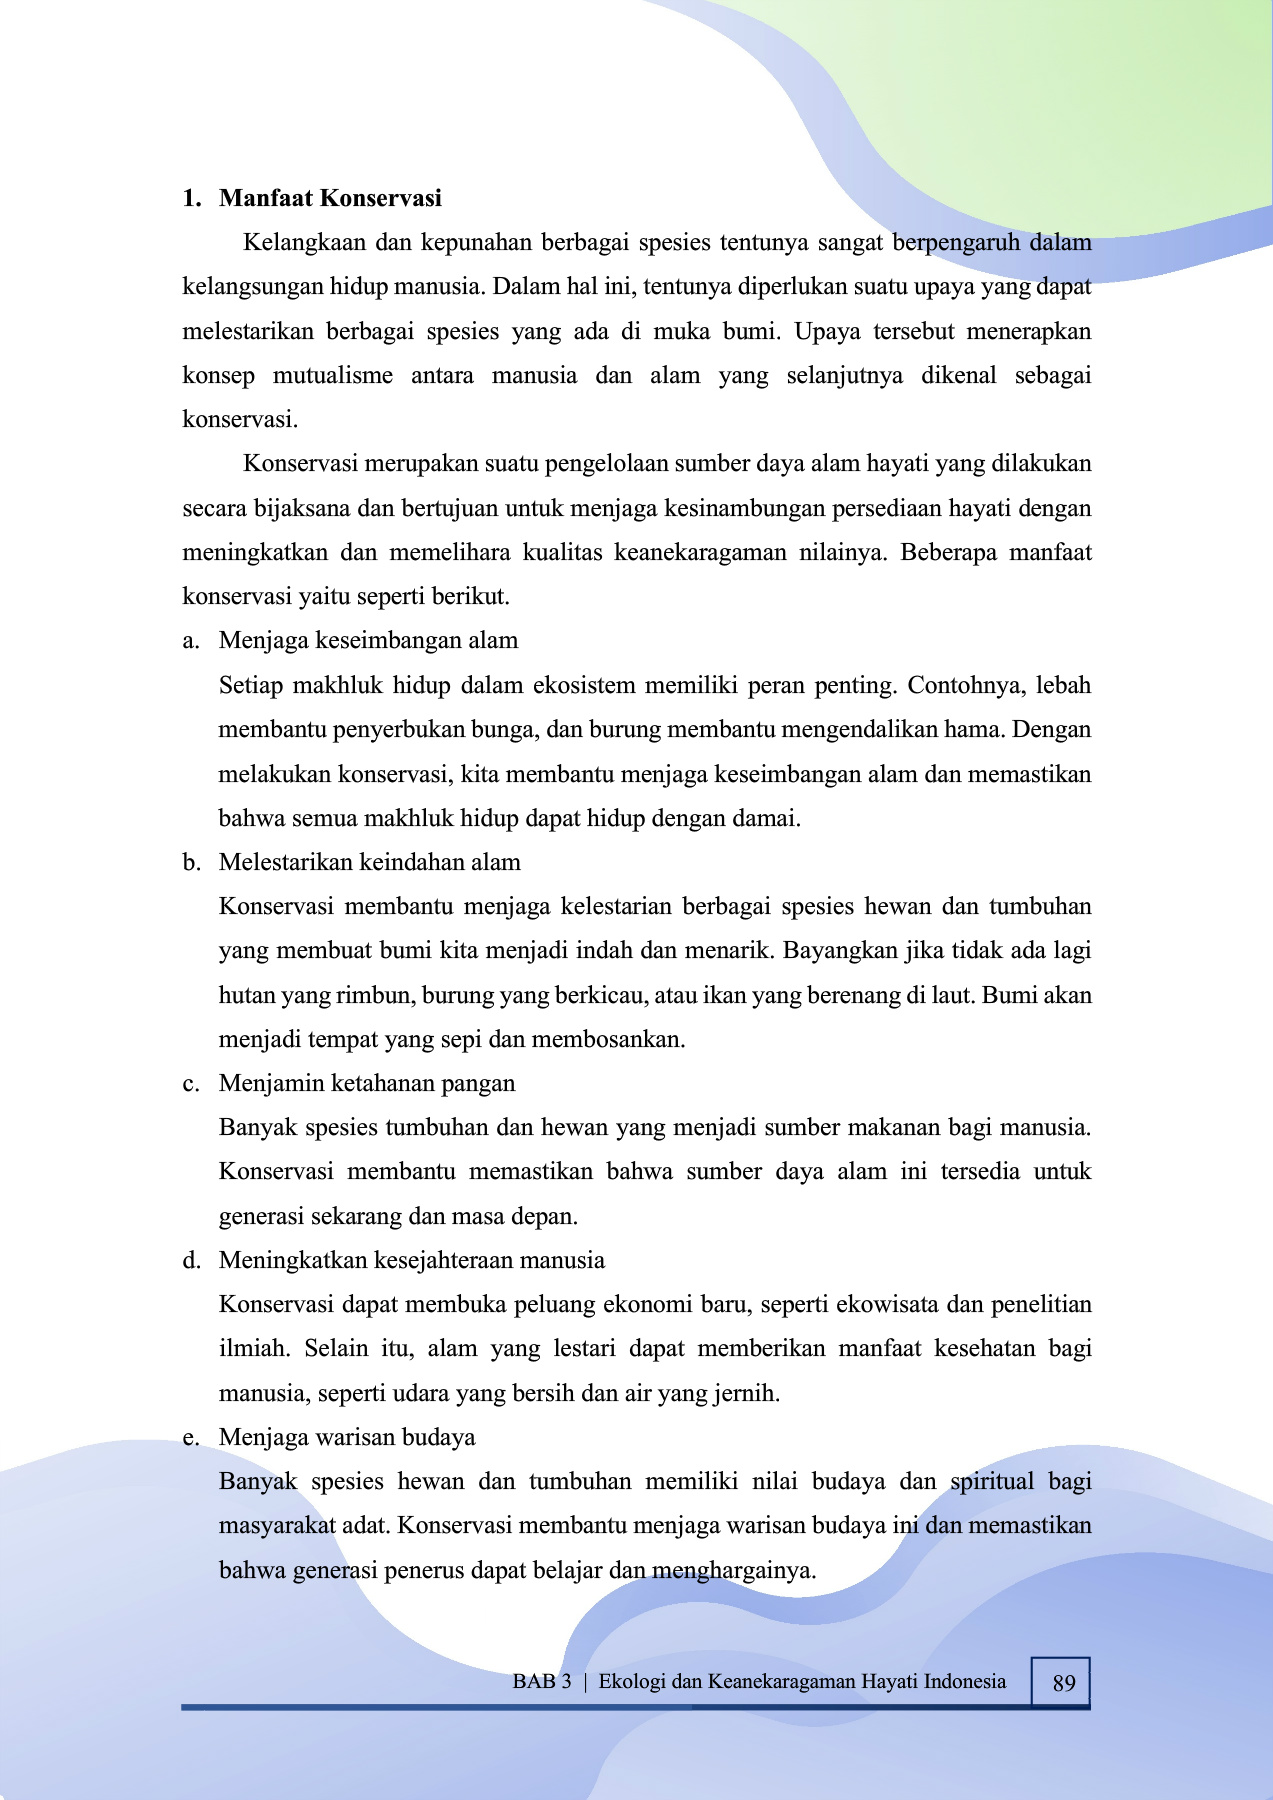 1. Manfaat Konservasi
Kelangkaan dan kepunahan berbagai spesies tentunya sangat berpengaruh dalam
kelangsungan hidup manusia. Dalam hal ini, tentunya diperlukan suatu upaya yang dapat
melestarikan berbagai spesies yang ada di muka bumi. Upaya tersebut menerapkan
konsep mutualisme antara manusia dan alam yang selanjutnya dikenal sebagai
konservasi.
Konservasi merupakan suatu pengelolaan sumber daya alam hayati yang dilakukan
secara bijaksana dan bertujuan untuk menjaga kesinambungan persediaan hayati dengan
meningkatkan dan memelihara kualitas keanekaragaman nilainya. Beberapa manfaat
konservasi yaitu seperti berikut.
a. Menjaga keseimbangan alam
Setiap makhluk hidup dalam ekosistem memiliki peran penting. Contohnya, lebah
membantu penyerbukan bunga, dan burung membantu mengendalikan hama. Dengan
melakukan konservasi, kita membantu menjaga keseimbangan alam dan memastikan
bahwa semua makhluk hidup dapat hidup dengan damai.
b. Melestarikan keindahan alam
Konservasi membantu menjaga kelestarian berbagai spesies hewan dan tumbuhan
yang membuat bumi kita menjadi indah dan menarik. Bayangkan jika tidak ada lagi
hutan yang rimbun, burung yang berkicau, atau ikan yang berenang di laut. Bumi akan
menjadi tempat yang sepi dan membosankan.
c. Menjamin ketahanan pangan
Banyak spesies tumbuhan dan hewan yang menjadi sumber makanan bagi manusia.
Konservasi membantu memastikan bahwa sumber daya alam ini tersedia untuk
generasi sekarang dan masa depan.
d. Meningkatkan kesejahteraan manusia
Konservasi dapat membuka peluang ekonomi baru, seperti ekowisata dan penelitian
ilmiah. Selain itu, alam yang lestari dapat memberikan manfaat kesehatan bagi
manusia, seperti udara yang bersih dan air yang jernih.
e. Menjaga warisan budaya
Banyak spesies hewan dan tumbuhan memiliki nilai budaya dan spiritual bagi
masyarakat adat. Konservasi membantu menjaga warisan budaya ini dan memastikan
bahwa generasi penerus dapat belajar dan menghargainya.
BAB 3 | Ekologi dan Keanekaragaman Hayati Indonesia 89